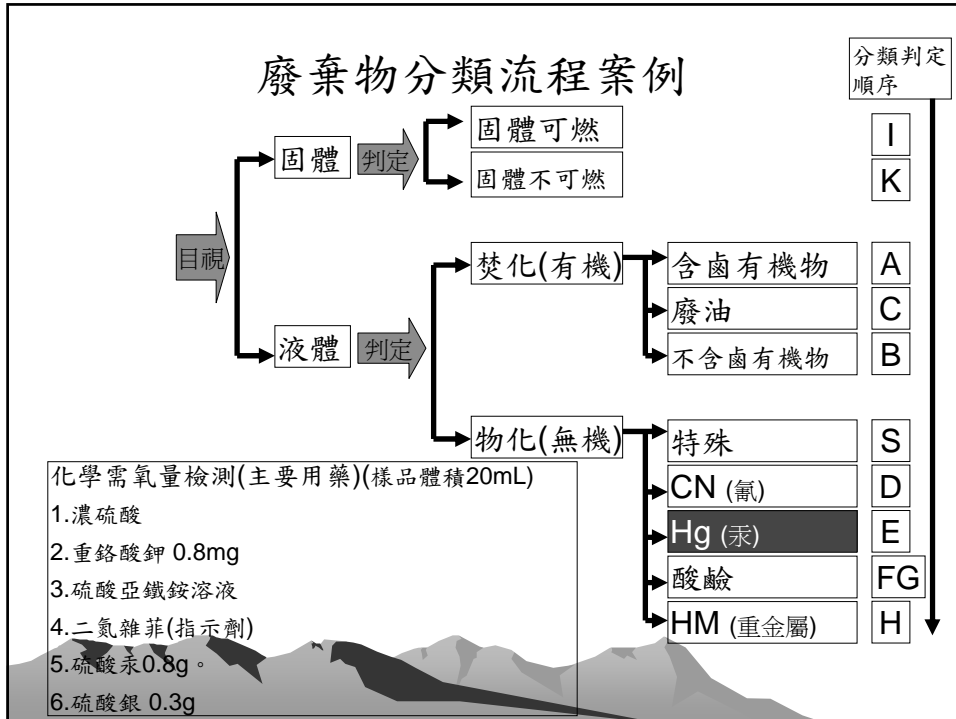 廢棄物分類流程案例
分類判定
順序
目視
固體
判定
固體可燃
I
固體不可燃
K
液體
判定
焚化(有機)
含鹵有機物
A
廢油
C
不含鹵有機物
B
物化(無機)
特殊
S
CN (氰)
D
Hg (汞)
E
酸鹼
FG
HM (重金屬)
H
化學需氧量檢測(主要用藥)(樣品體積20mL)
1.濃硫酸
2.重鉻酸鉀 0.8mg
3.硫酸亞鐵銨溶液
4.二氮雜菲(指示劑)
5.硫酸汞0.8g。
6.硫酸銀 0.3g